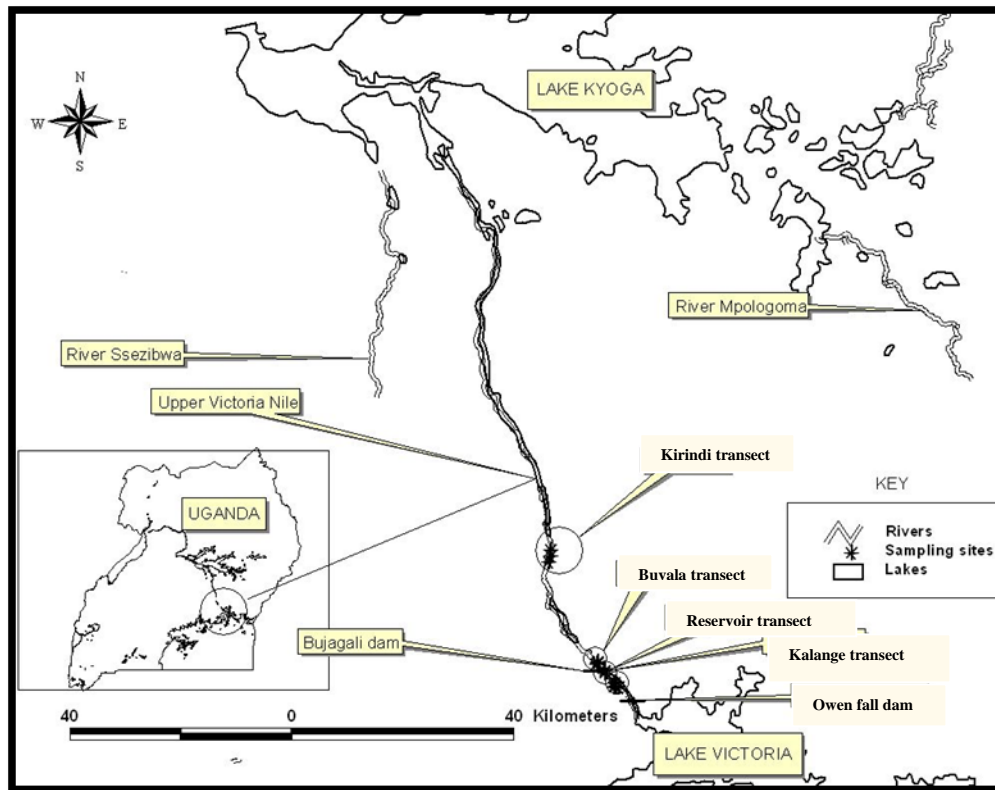 LAKE KYOGA
N
W E
S
River Mpologoma
River Ssezibwa
Upper Victoria Nile
Kirindi transect
KEY
Rivers
Sampling sites
Lakes
UGANDA
Buvala transect
Reservoir transect
Bujagali dam
Kalange transect
Owen fall dam
40 0 40 Kilometers
LAKE VICTORIA